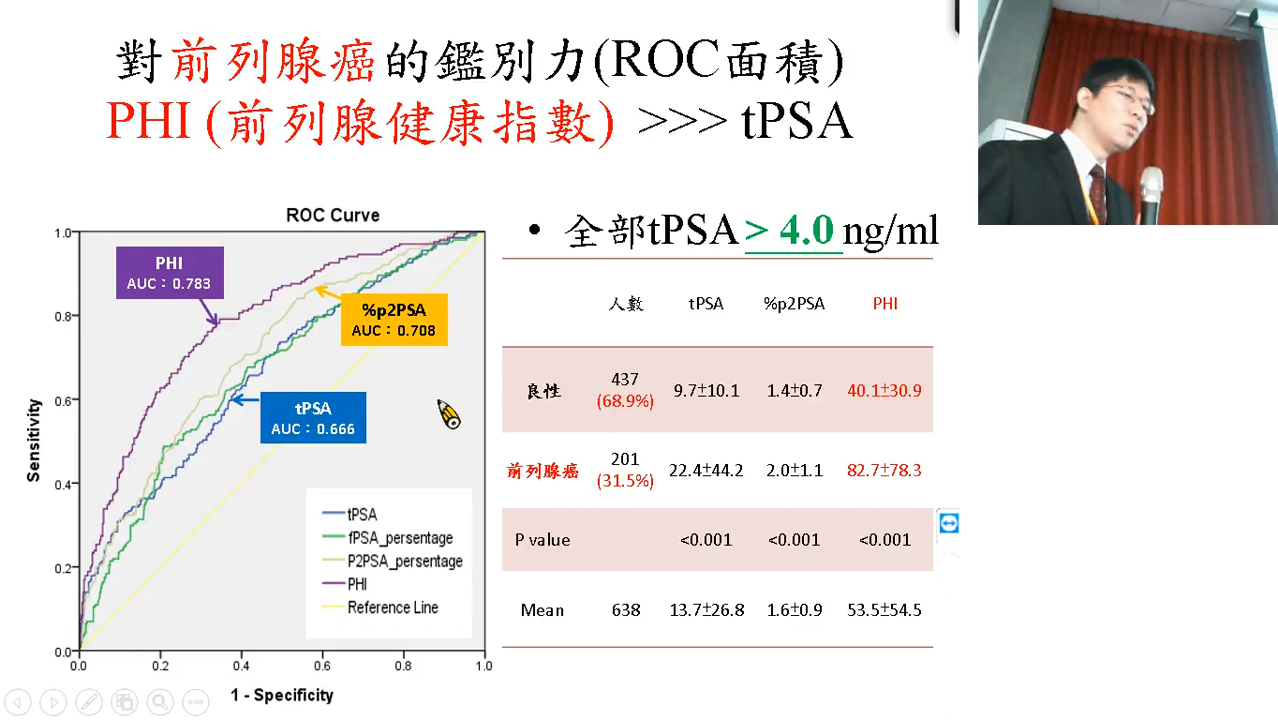 對前列腺癌的鑑別力(ROC面積)
PHI (前列腺健康指數) >>> tPSA
ROC Curve
1.0
0.8
0.6
0.4
0.2
0.0
0.0 0.2 0.4 0.6 0.8 1.0
Sensitivity
1 - Specificity
PHI
AUC：0.783
%p2PSA
AUC：0.708
tPSA
AUC：0.666
tPSA
fPSA_persentage
P2PSA_persentage
PHI
Reference Line
• 全部tPSA > 4.0 ng/ml
人數 tPSA %p2PSA PHI
良性 437 (68.9%) 9.7±10.1 1.4±0.7 40.1±30.9
前列腺癌 201 (31.5%) 22.4±44.2 2.0±1.1 82.7±78.3
P value <0.001 <0.001 <0.001
Mean 638 13.7±26.8 1.6±0.9 53.5±54.5